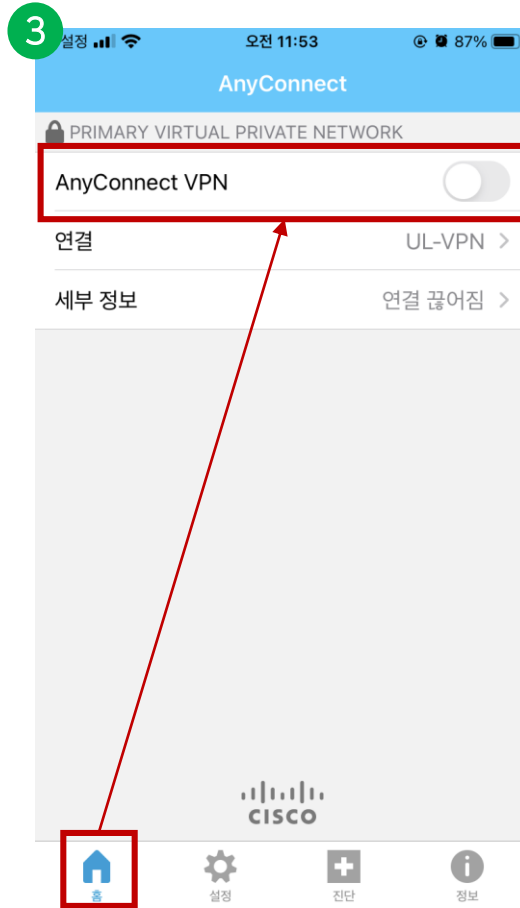 3
설정 오전 11:53 87%
AnyConnect
PRIMARY VIRTUAL PRIVATE NETWORK
AnyConnect VPN
연결 UL-VPN
세부 정보 연결 끊어짐
CISCO
홈 설정 진단 정보